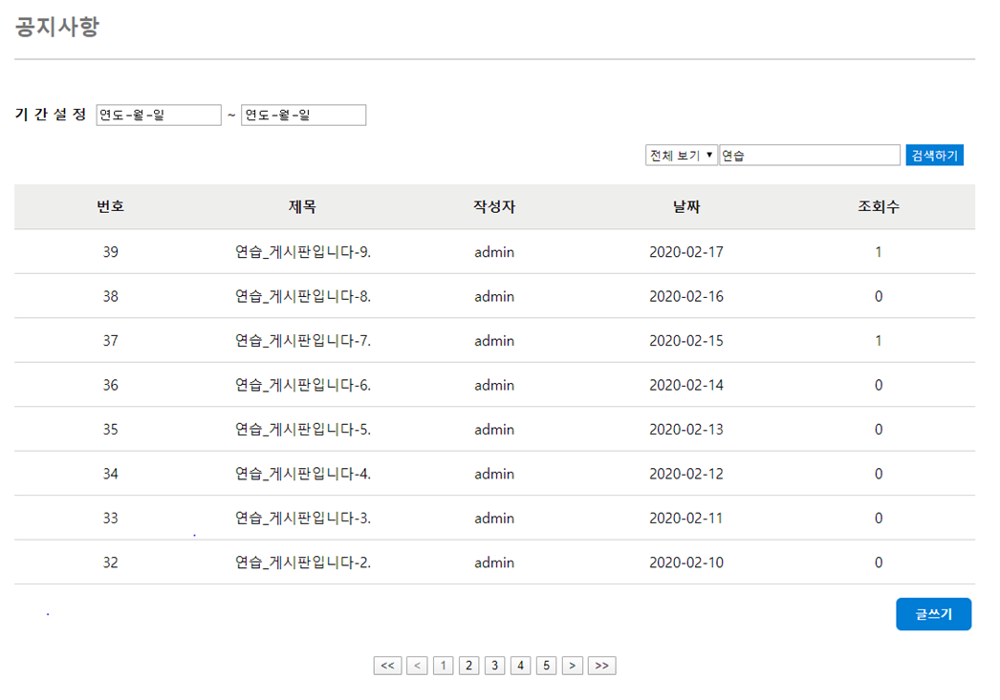 공지사항
기 간 설 정 연도-월-일 ~ 연도-월-일
전체 보기 ▼ 연습 검색하기
번호 제목 작성자 날짜 조회수
39 연습_게시판입니다-9. admin 2020-02-17 1
38 연습_게시판입니다-8. admin 2020-02-16 0
37 연습_게시판입니다-7. admin 2020-02-15 1
36 연습_게시판입니다-6. admin 2020-02-14 0
35 연습_게시판입니다-5. admin 2020-02-13 0
34 연습_게시판입니다-4. admin 2020-02-12 0
33 연습_게시판입니다-3. admin 2020-02-11 0
32 연습_게시판입니다-2. admin 2020-02-10 0
글쓰기
<< < 1 2 3 4 5 > >>